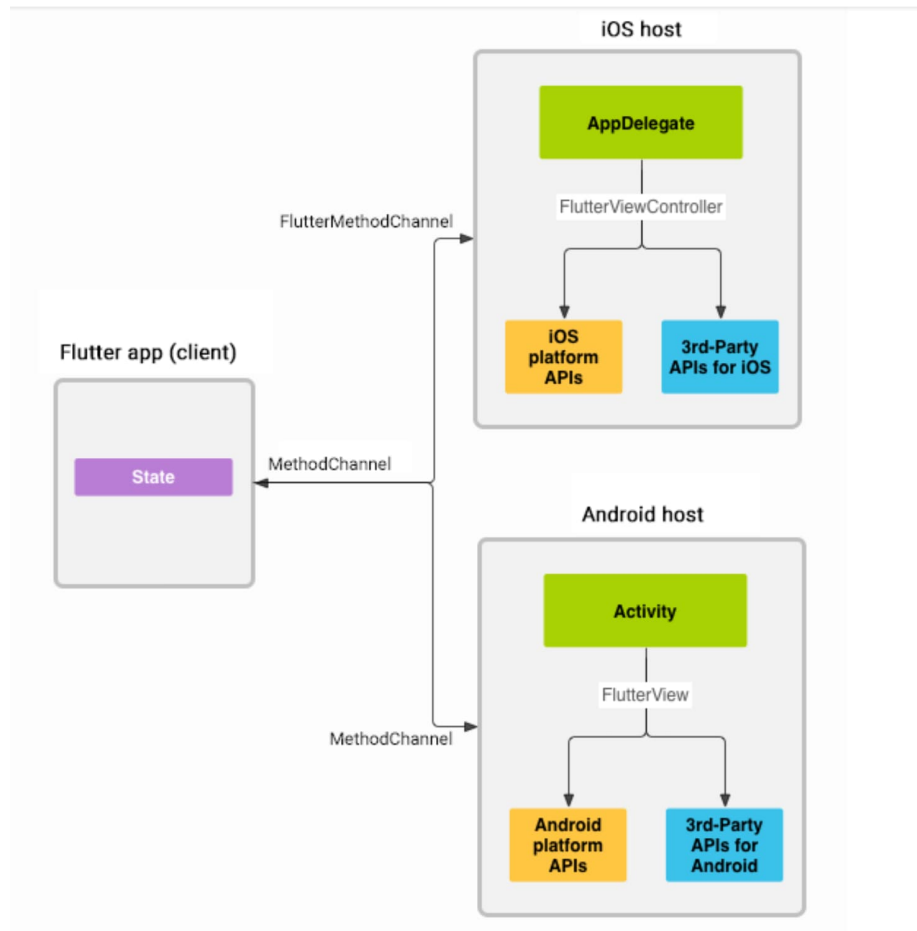 iOS host
AppDelegate
FlutterViewController
FlutterMethodChannel
iOS
platform
APIs
3rd-Party
APIs for iOS
Flutter app (client)
State
MethodChannel
Android host
Activity
FlutterView
MethodChannel
Android
platform
APIs
3rd-Party
APIs for
Android